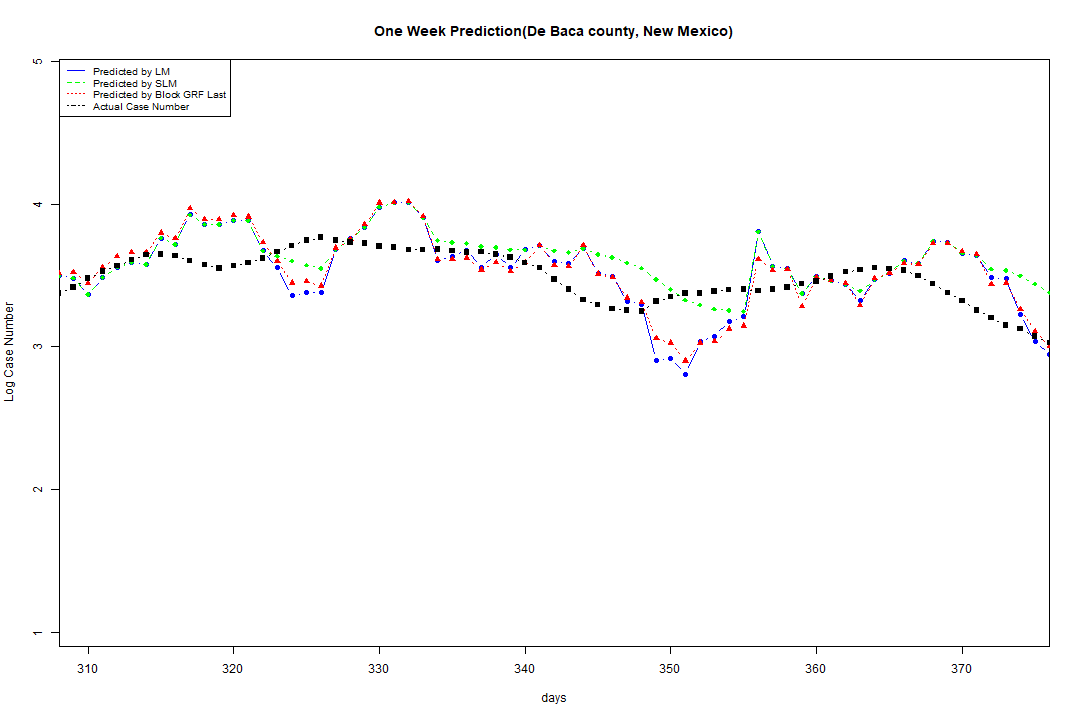 One Week Prediction(De Baca county, New Mexico)
Predicted by LM
Predicted by SLM
Predicted by Block GRF Last
Actual Case Number
5
4
3
2
1
Log Case Number
310 320 330 340 350 360 370
days